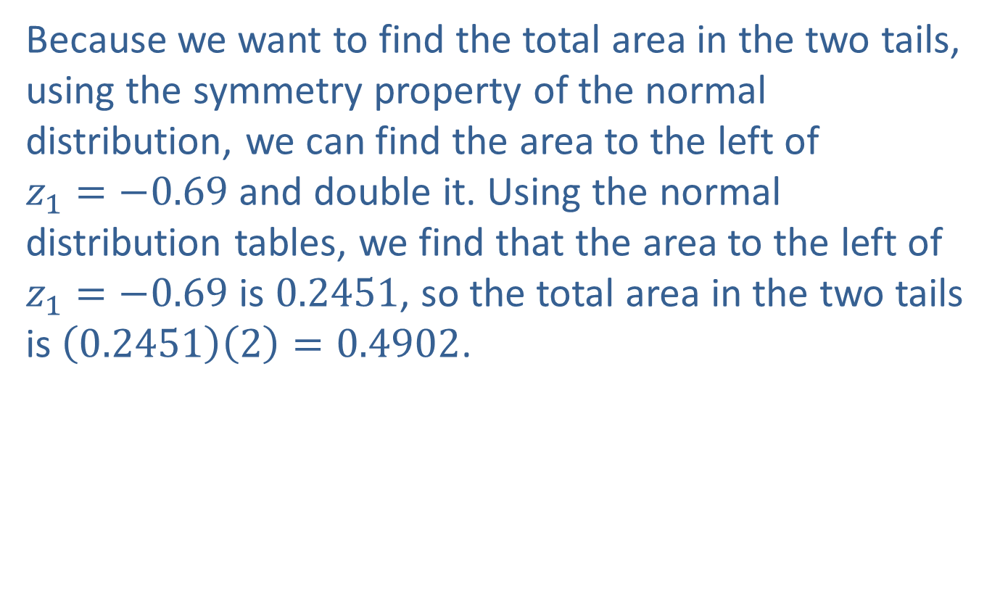 Because we want to find the total area in the two tails,
using the symmetry property of the normal
distribution, we can find the area to the left of
z₁ = −0.69 and double it. Using the normal
distribution tables, we find that the area to the left of
z₁ = −0.69 is 0.2451, so the total area in the two tails
is (0.2451)(2) = 0.4902.